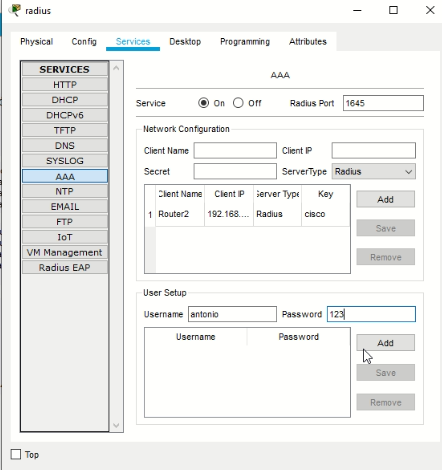 radius
Physical Config Services Desktop Programming Attributes
SERVICES
HTTP
DHCP
DHCPv6
TFTP
DNS
SYSLOG
AAA
NTP
EMAIL
FTP
IoT
VM Management
Radius EAP
AAA
Service On Off Radius Port 1645
Network Configuration
Client Name Client IP
Secret ServerType Radius
Client Name Client IP Server Type Key
1 Router2 192.168.... Radius cisco
Add
Save
Remove
User Setup
Username antonio Password 123
Username Password
Add
Save
Remove
Top